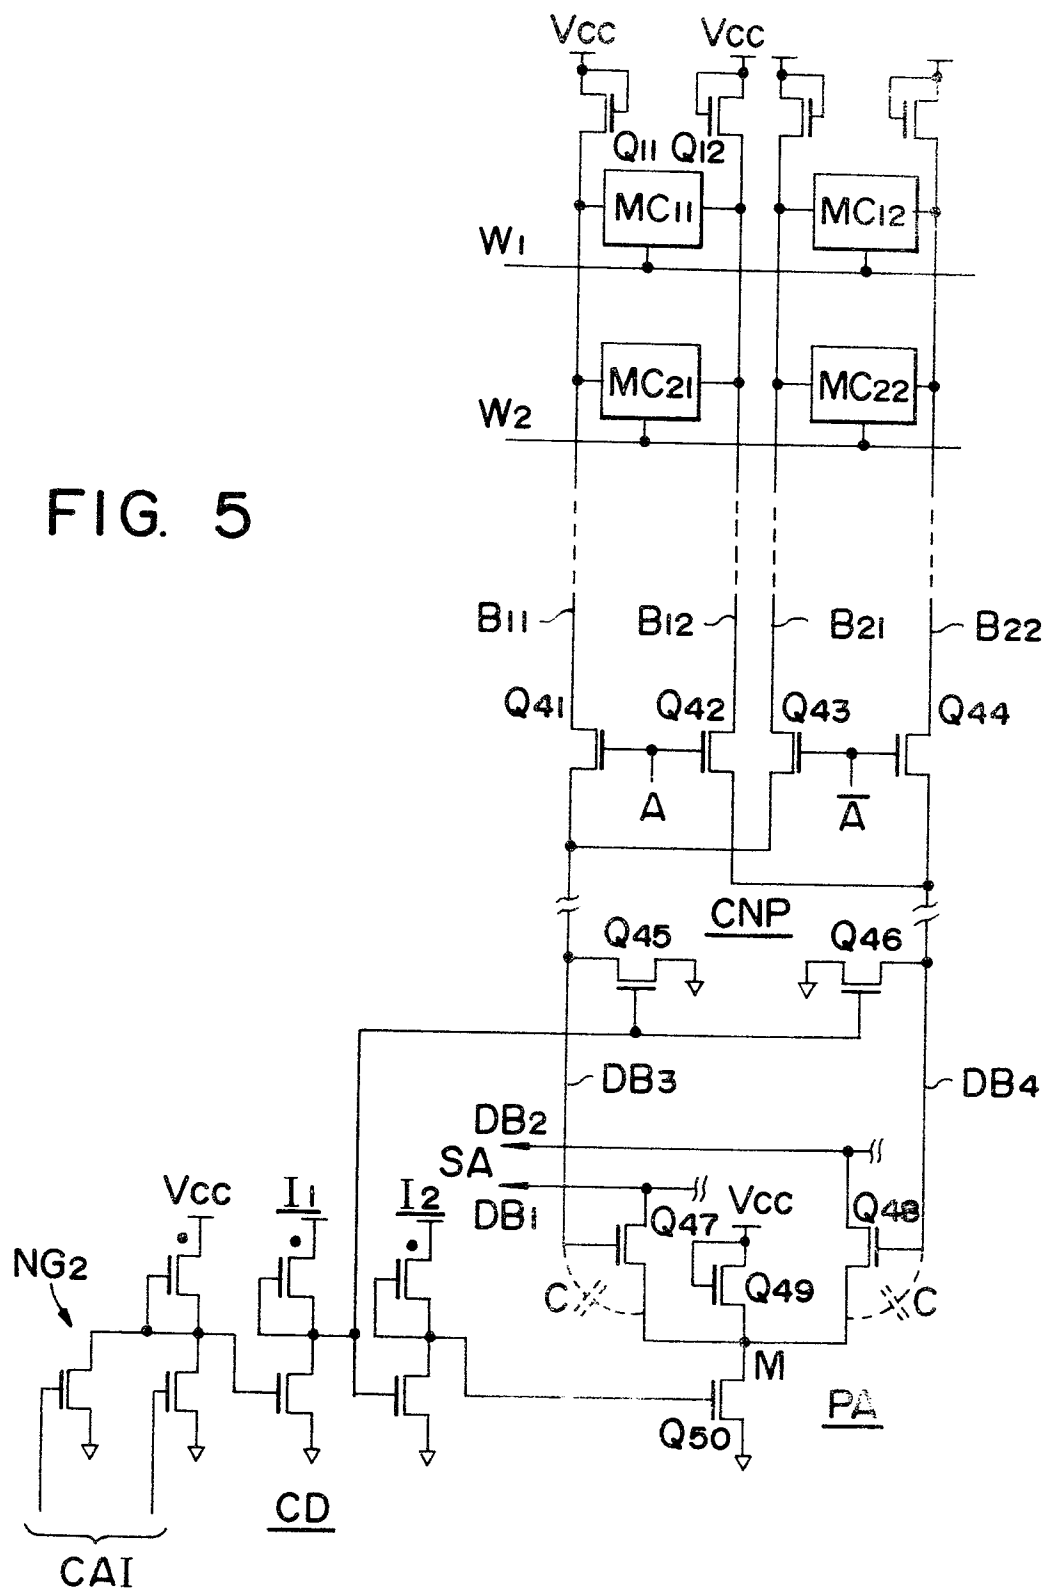 Vcc Vcc
Q11 Q12
MC11 MC12
W1
MC21 MC22
W2
FIG. 5
B11 B12 B21 B22
Q41 Q42 Q43 Q44
A A̅
CNP
Q45 Q46
DB3 DB4
DB2
SA
DB1
Vcc I1 I2 Q47 Vcc Q48
NG2
C Q49 C
M
PA
Q50
CD
CAI